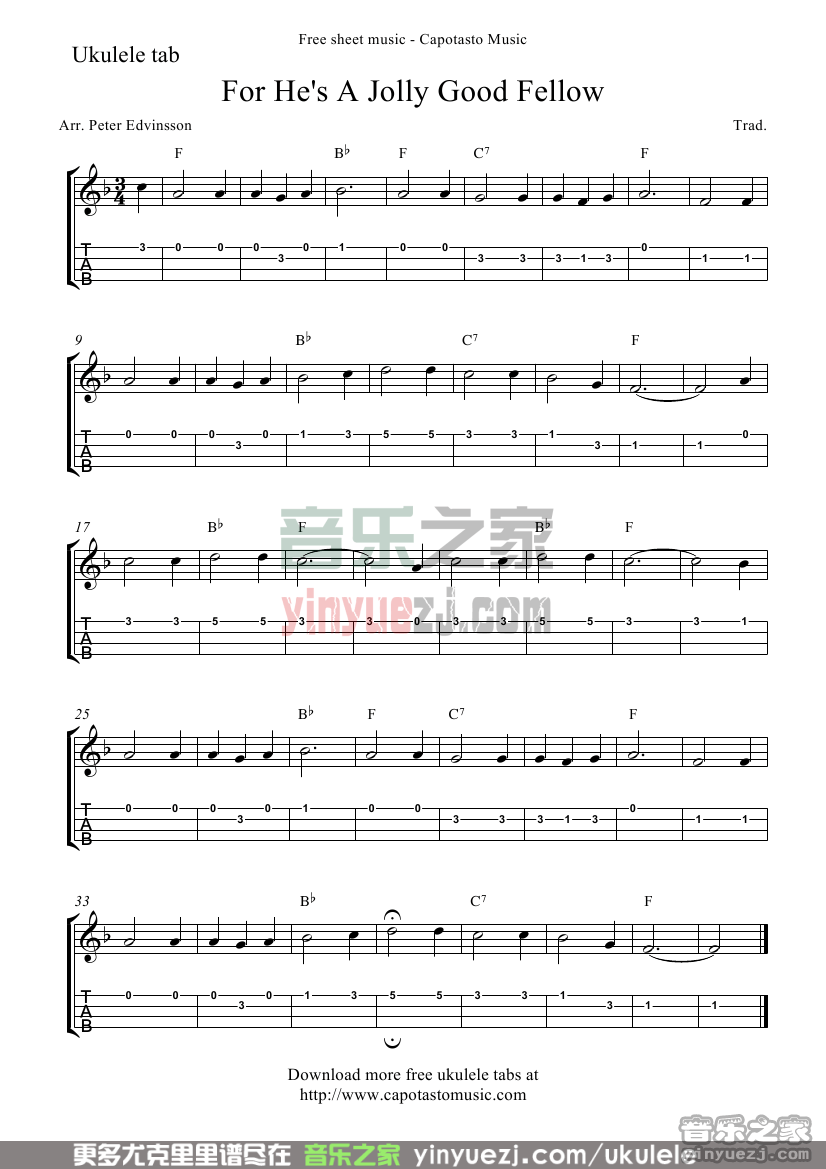 Free sheet music - Capotasto Music
Ukulele tab
For He's A Jolly Good Fellow
Arr. Peter Edvinsson
Trad.
F B♭ F C7 F
3 4
T A B
3 0 0 0 3 0 1 0 0 3 3 3 1 3 0 1 1
9 B♭ C7 F
T A B
0 0 0 3 0 1 3 5 5 3 3 1 3 1 1 0
17 B♭ F B♭ F
音乐之家
T A B
3 3 5 5 3 3 0 3 3 5 5 3 3 1
yinyuezj.com
25 B♭ F C7 F
T A B
0 0 0 3 0 1 0 0 3 3 3 1 3 0 1 1
33 B♭ C7 F
T A B
0 0 0 3 0 1 3 5 5 3 3 1 3 1 1
Download more free ukulele tabs at
http://www.capotastomusic.com
音乐之家
更多尤克里里谱尽在 音乐之家 yinyuezj.com/ukulele
yinyuezj.com